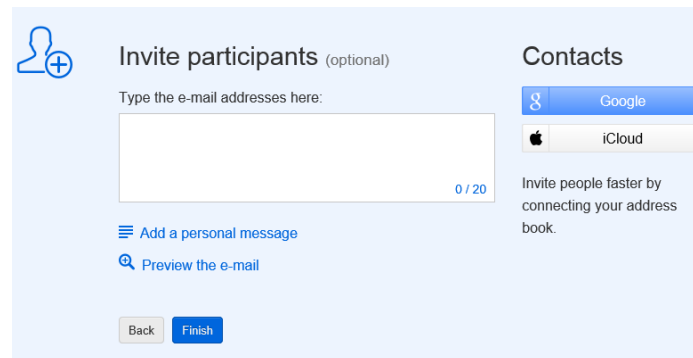 Invite participants (optional)
Type the e-mail addresses here:
0 / 20
Add a personal message
Preview the e-mail
Back
Finish
Contacts
8 Google
iCloud
Invite people faster by
connecting your address
book.